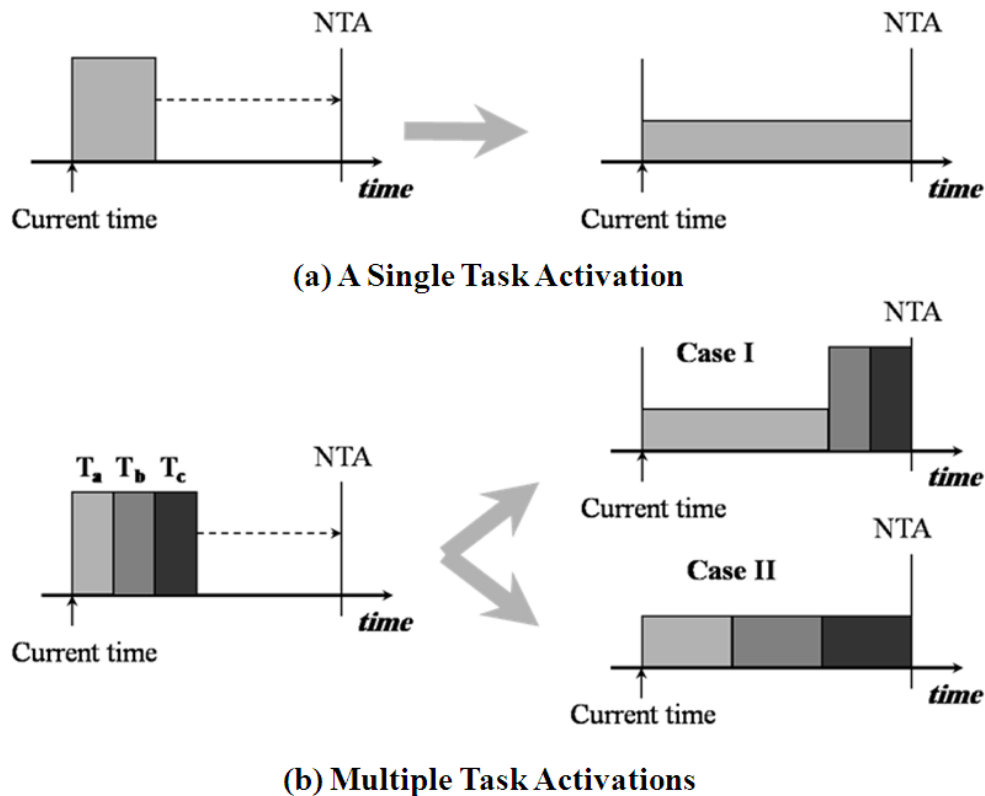 NTA
NTA
time
time
Current time
Current time
(a) A Single Task Activation
NTA
Case I
Ta Tb Tc
NTA
time
Current time
NTA
Case II
time
Current time
time
Current time
(b) Multiple Task Activations